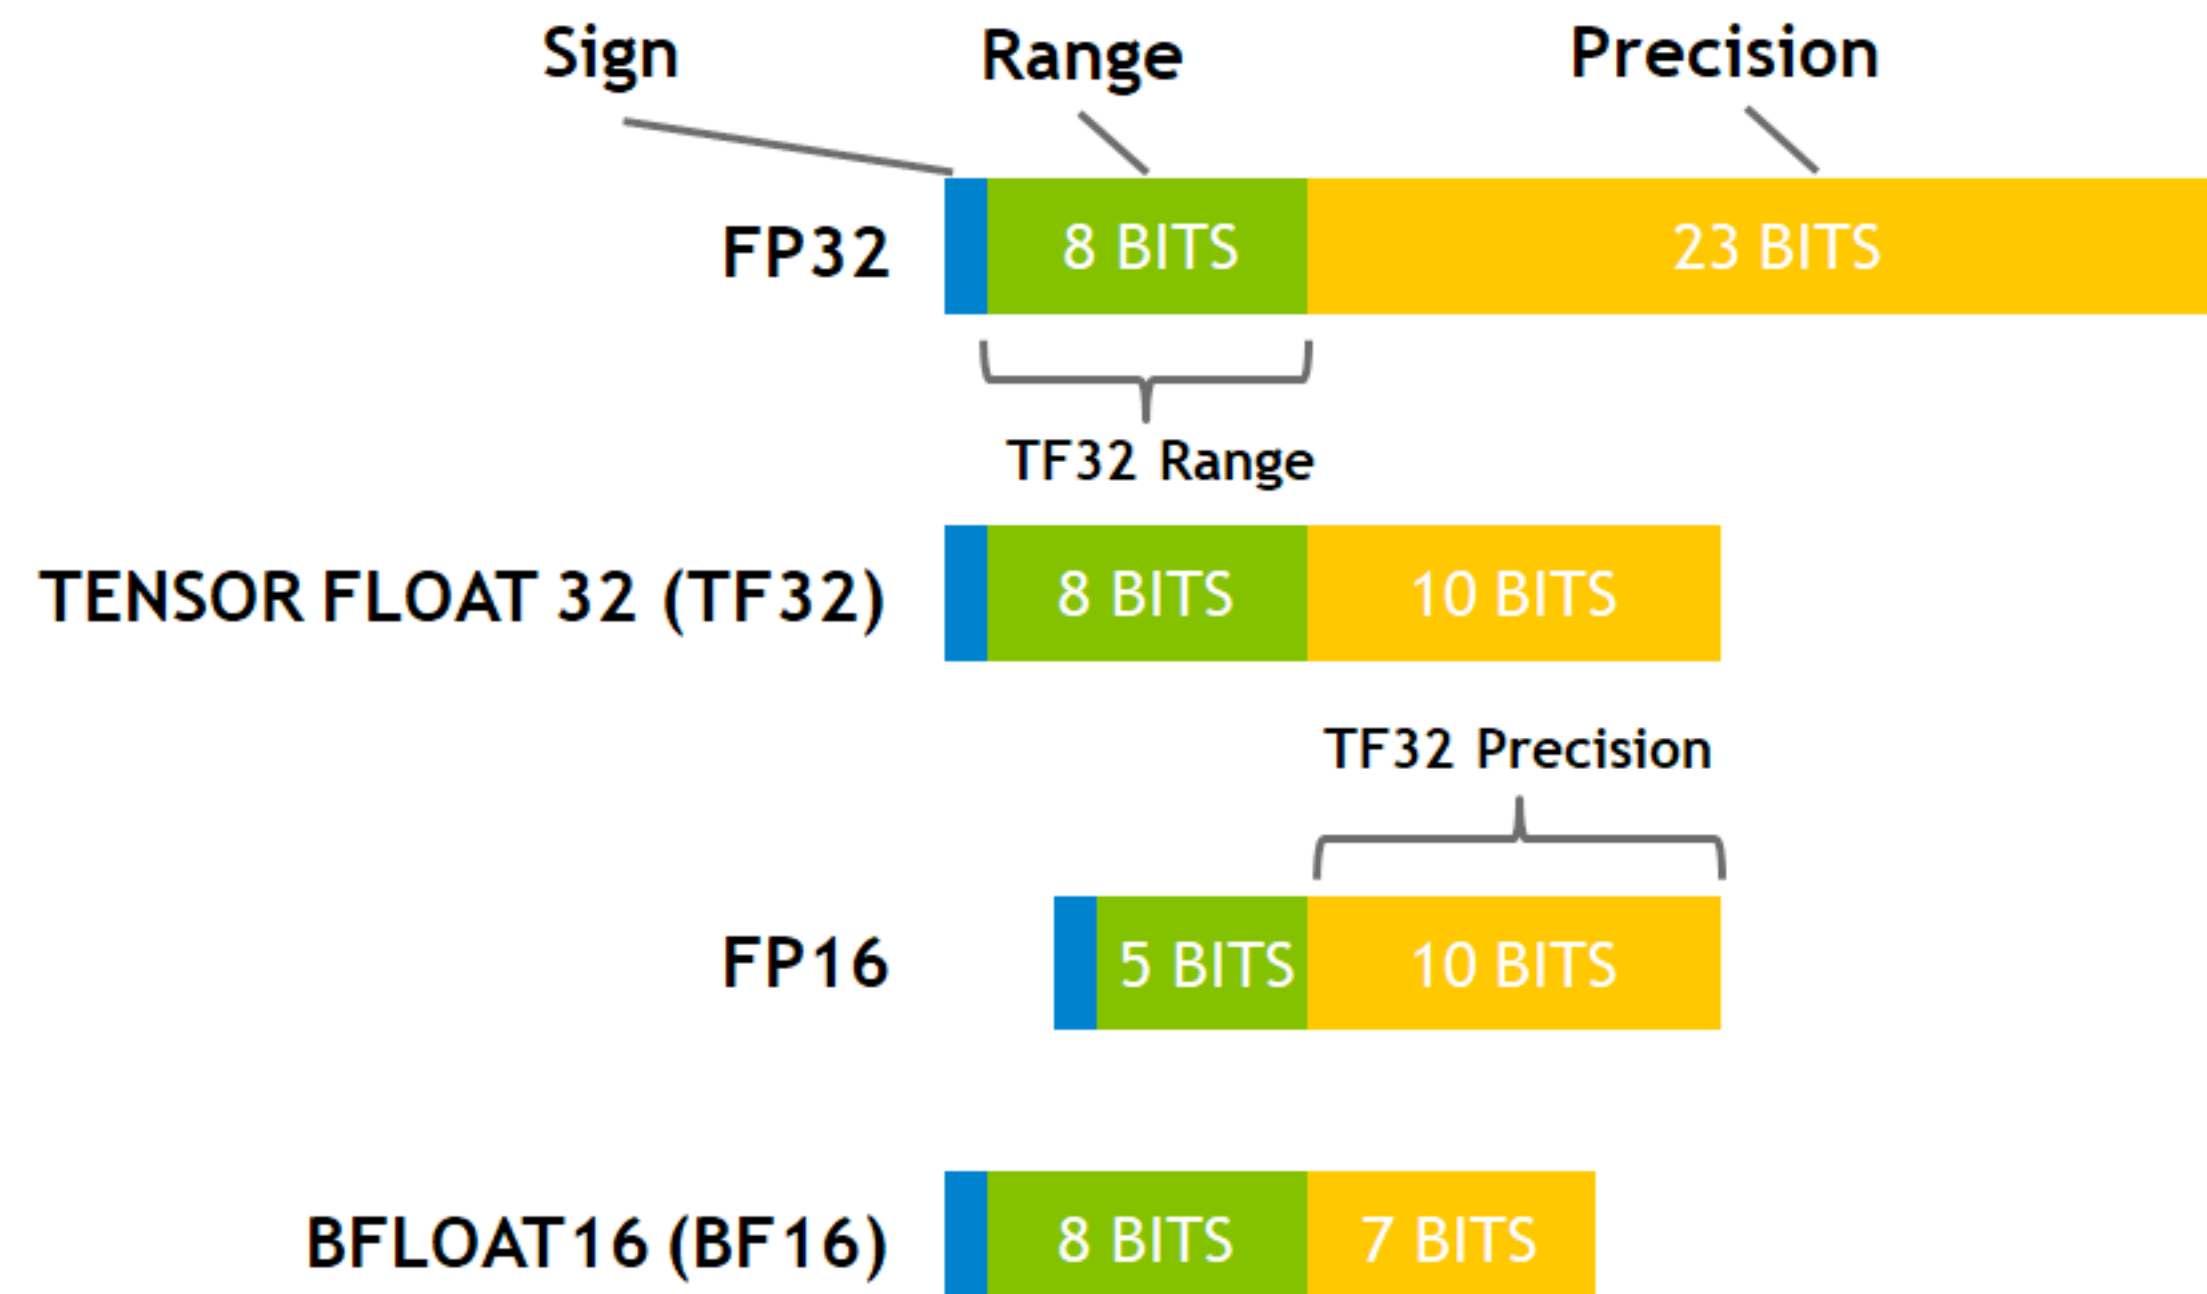 Sign Range Precision
FP32 8 BITS 23 BITS
TF32 Range
TENSOR FLOAT 32 (TF32) 8 BITS 10 BITS
TF32 Precision
FP16 5 BITS 10 BITS
BFLOAT16 (BF16) 8 BITS 7 BITS